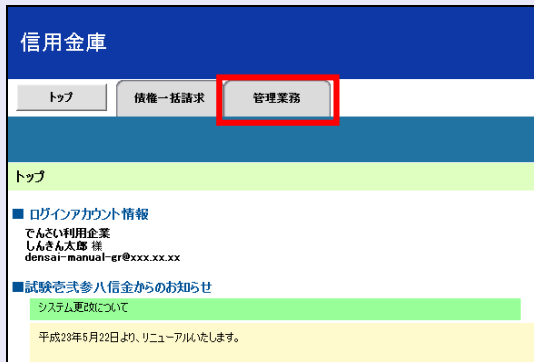 信用金庫
トップ 債権一括請求 管理業務
トップ
■ ログインアカウント情報
でんさい利用企業
しんきん太郎 様
densai-manual-gr@xxx.xx.xx
■試験壱弐参八信金からのお知らせ
システム更改について
平成23年5月22日より、リニューアルいたします。